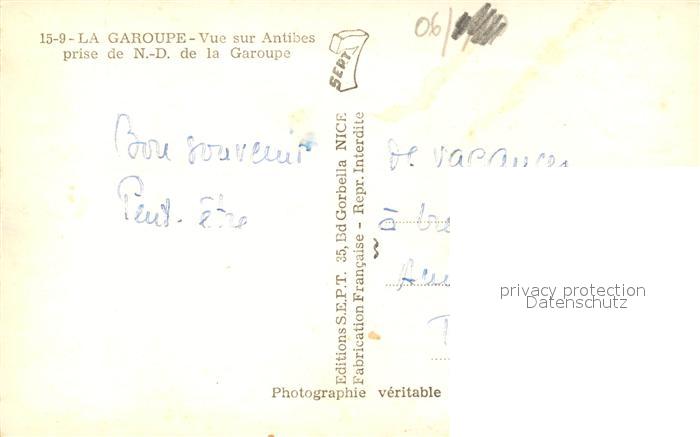 15-9 - LA GAROUPE - Vue sur Antibes
prise de N.-D. de la Garoupe
SEPT
06/
Bon souvenir de vacances
Peut-être à
Editions S.E.P.T. 35, Bd Gorbella NICE
Fabrication Française - Repr. Interdite
privacy protection
Datenschutz
Photographie véritable